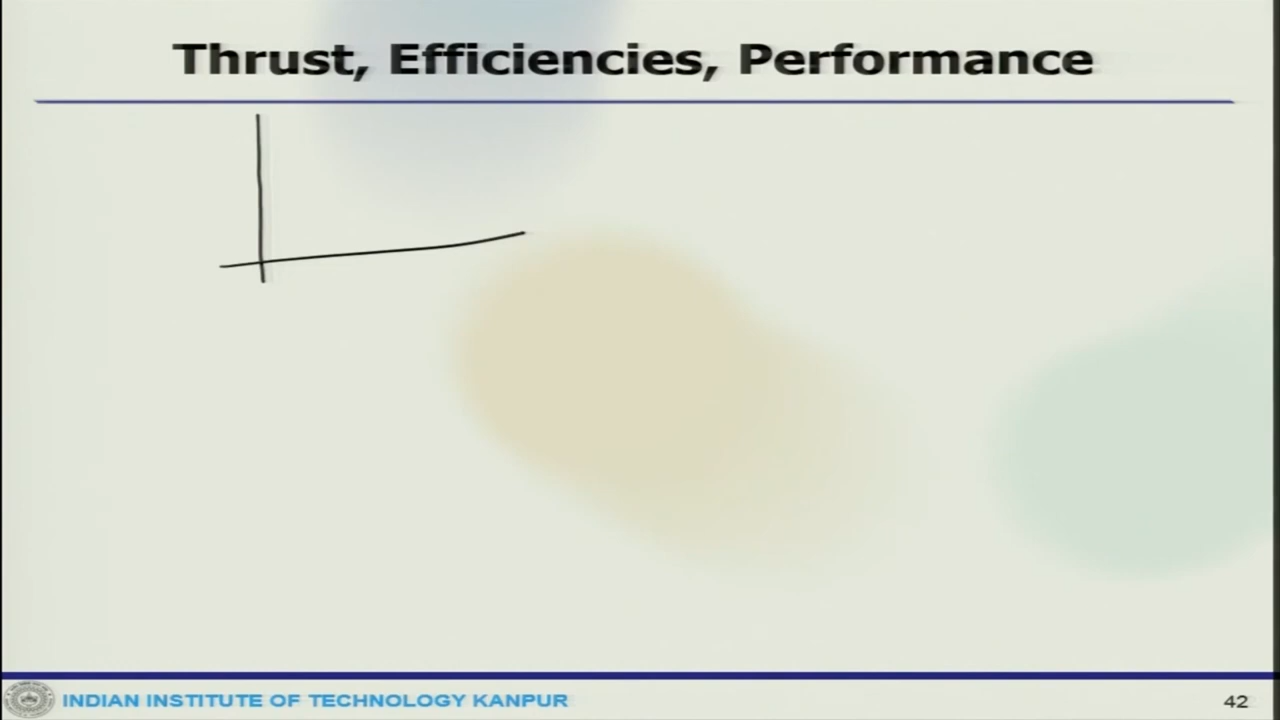 Thrust, Efficiencies, Performance
INDIAN INSTITUTE OF TECHNOLOGY KANPUR
42